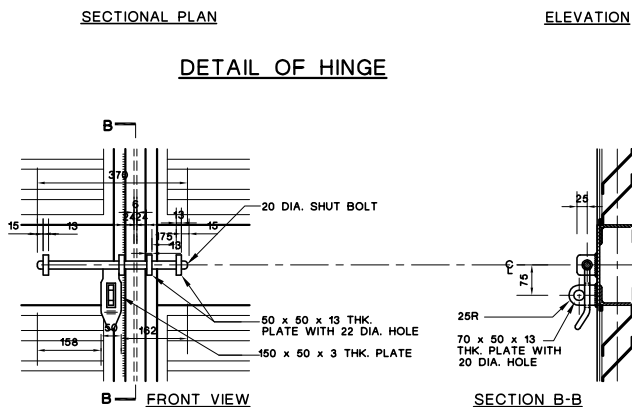 SECTIONAL PLAN
ELEVATION
DETAIL OF HINGE
B
370
6
2424
13
15
13
15
175
13
20 DIA. SHUT BOLT
25
℄
75
50 x 50 x 13 THK.
PLATE WITH 22 DIA. HOLE
25R
50
162
158
150 x 50 x 3 THK. PLATE
70 x 50 x 13
THK. PLATE WITH
20 DIA. HOLE
B
FRONT VIEW
SECTION B-B